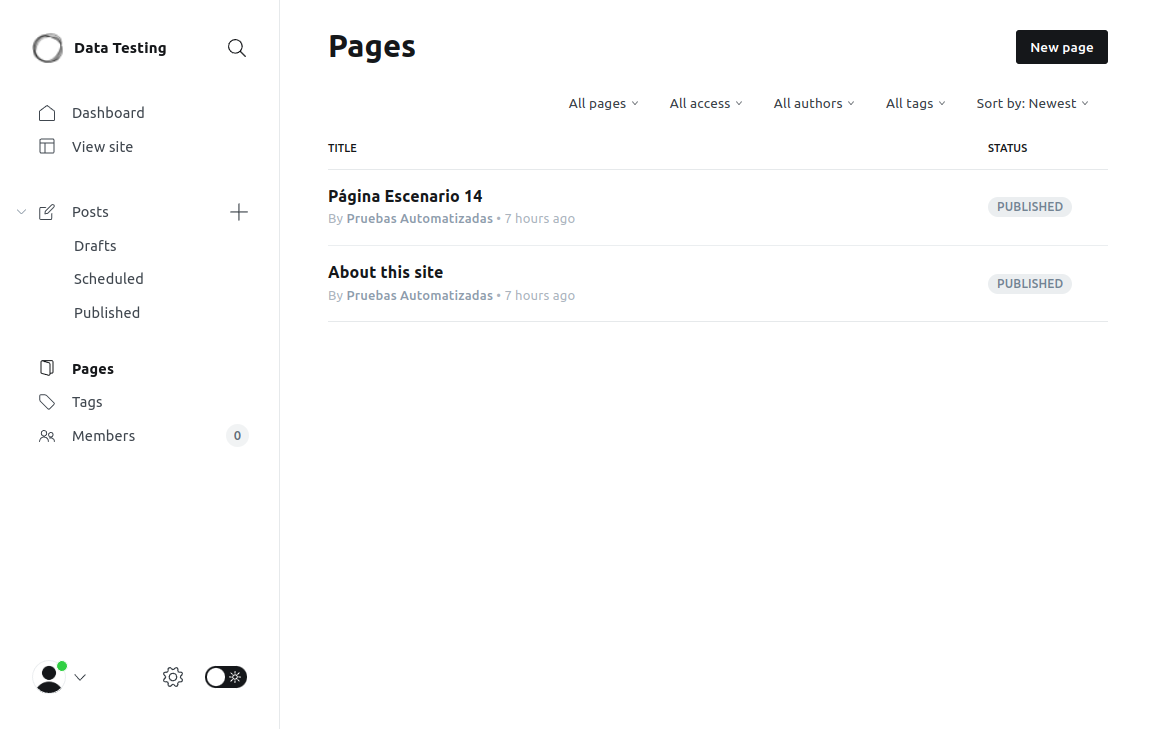 Data Testing
Dashboard
View site
Posts
Drafts
Scheduled
Published
Pages
Tags
Members 0
Pages
New page
All pages All access All authors All tags Sort by: Newest
TITLE STATUS
Página Escenario 14
By Pruebas Automatizadas • 7 hours ago
PUBLISHED
About this site
By Pruebas Automatizadas • 7 hours ago
PUBLISHED